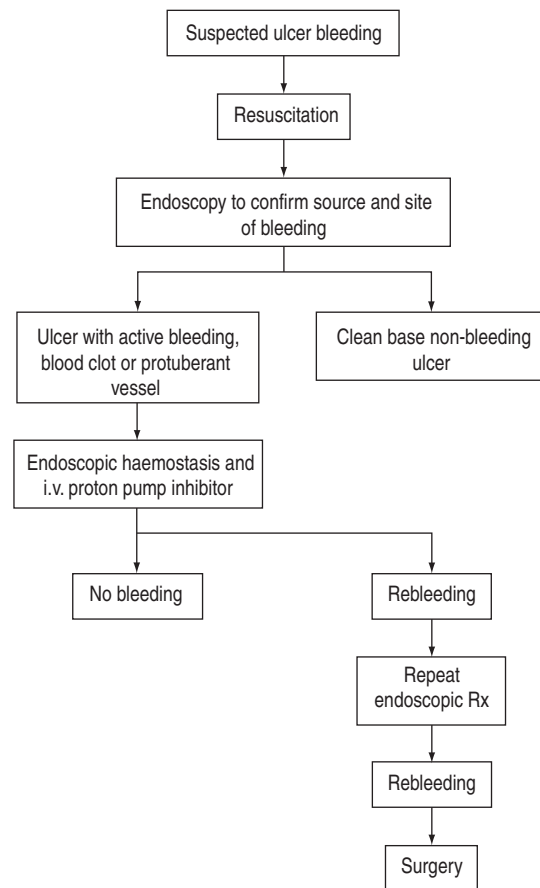 Suspected ulcer bleeding
Resuscitation
Endoscopy to confirm source and site
of bleeding
Ulcer with active bleeding,
blood clot or protuberant
vessel
Clean base non-bleeding
ulcer
Endoscopic haemostasis and
i.v. proton pump inhibitor
No bleeding
Rebleeding
Repeat
endoscopic Rx
Rebleeding
Surgery